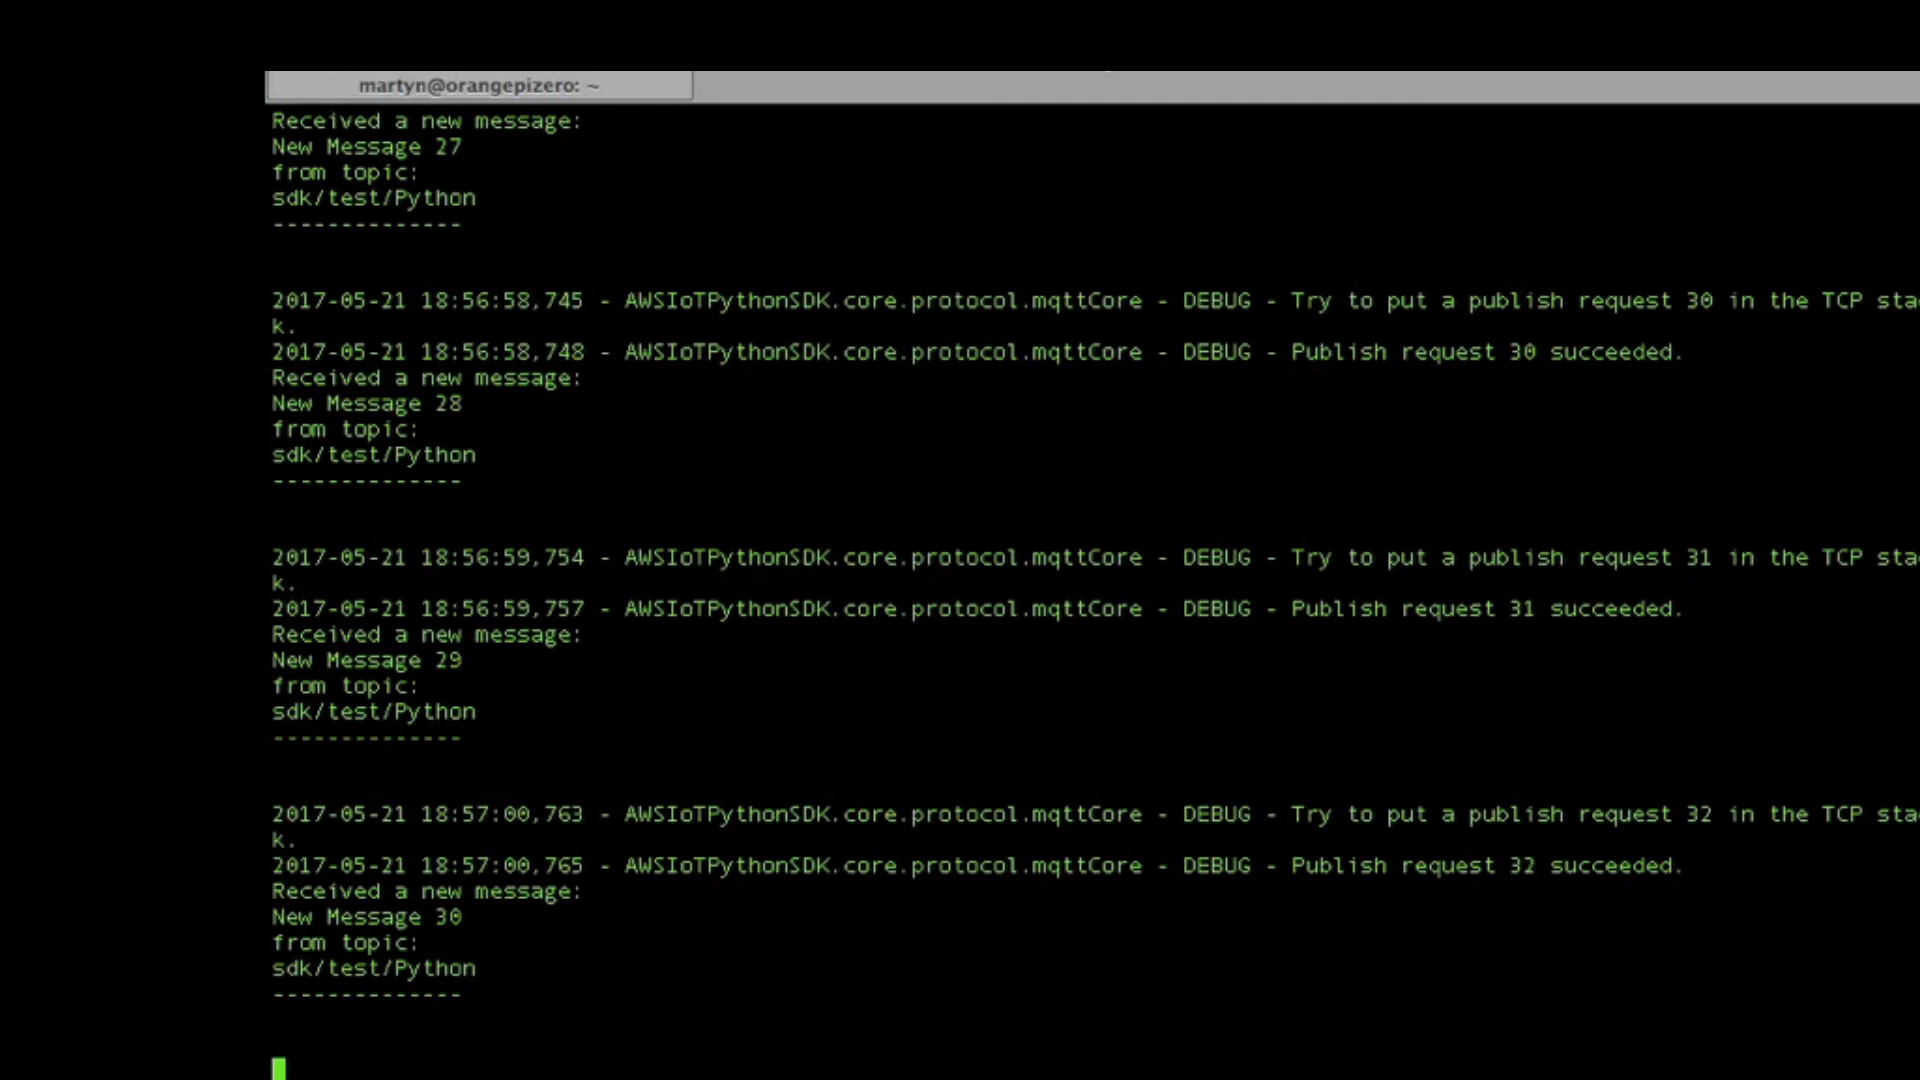 martyn@orangepizero: ~
Received a new message:
New Message 27
from topic:
sdk/test/Python
--------------
2017-05-21 18:56:58,745 - AWSIoTPythonSDK.core.protocol.mqttCore - DEBUG - Try to put a publish request 30 in the TCP sta
k.
2017-05-21 18:56:58,748 - AWSIoTPythonSDK.core.protocol.mqttCore - DEBUG - Publish request 30 succeeded.
Received a new message:
New Message 28
from topic:
sdk/test/Python
--------------
2017-05-21 18:56:59,754 - AWSIoTPythonSDK.core.protocol.mqttCore - DEBUG - Try to put a publish request 31 in the TCP sta
k.
2017-05-21 18:56:59,757 - AWSIoTPythonSDK.core.protocol.mqttCore - DEBUG - Publish request 31 succeeded.
Received a new message:
New Message 29
from topic:
sdk/test/Python
--------------
2017-05-21 18:57:00,763 - AWSIoTPythonSDK.core.protocol.mqttCore - DEBUG - Try to put a publish request 32 in the TCP sta
k.
2017-05-21 18:57:00,765 - AWSIoTPythonSDK.core.protocol.mqttCore - DEBUG - Publish request 32 succeeded.
Received a new message:
New Message 30
from topic:
sdk/test/Python
--------------